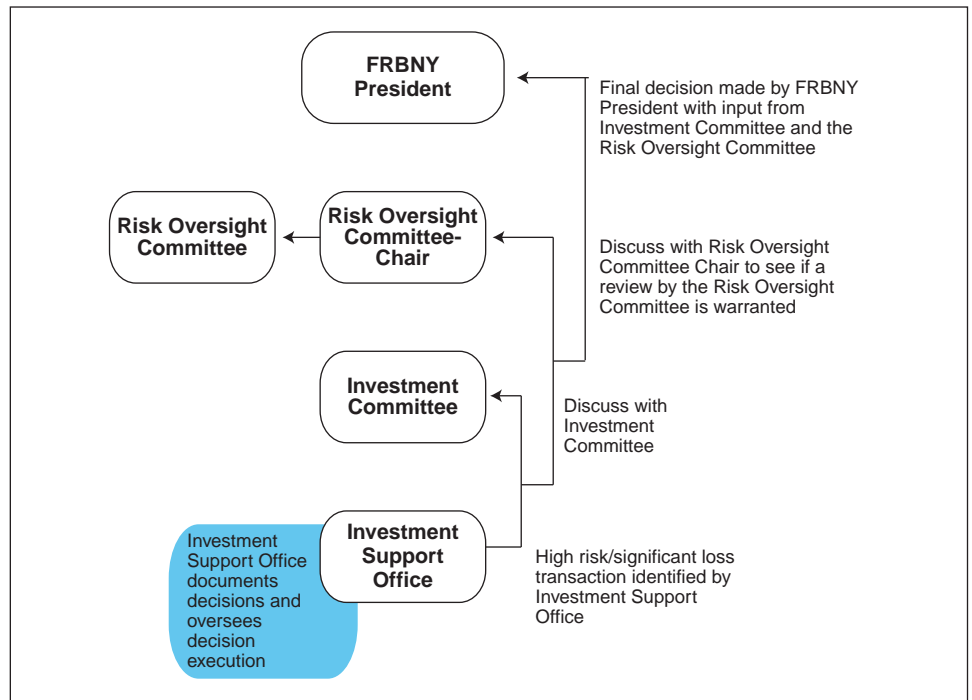 FRBNY
President
Final decision made by FRBNY
President with input from
Investment Committee and the
Risk Oversight Committee
Risk Oversight
Committee
Risk Oversight
Committee-
Chair
Discuss with Risk Oversight
Committee Chair to see if a
review by the Risk Oversight
Committee is warranted
Investment
Committee
Discuss with
Investment
Committee
Investment
Support Office
documents
decisions and
oversees
decision
execution
Investment
Support
Office
High risk/significant loss
transaction identified by
Investment Support
Office